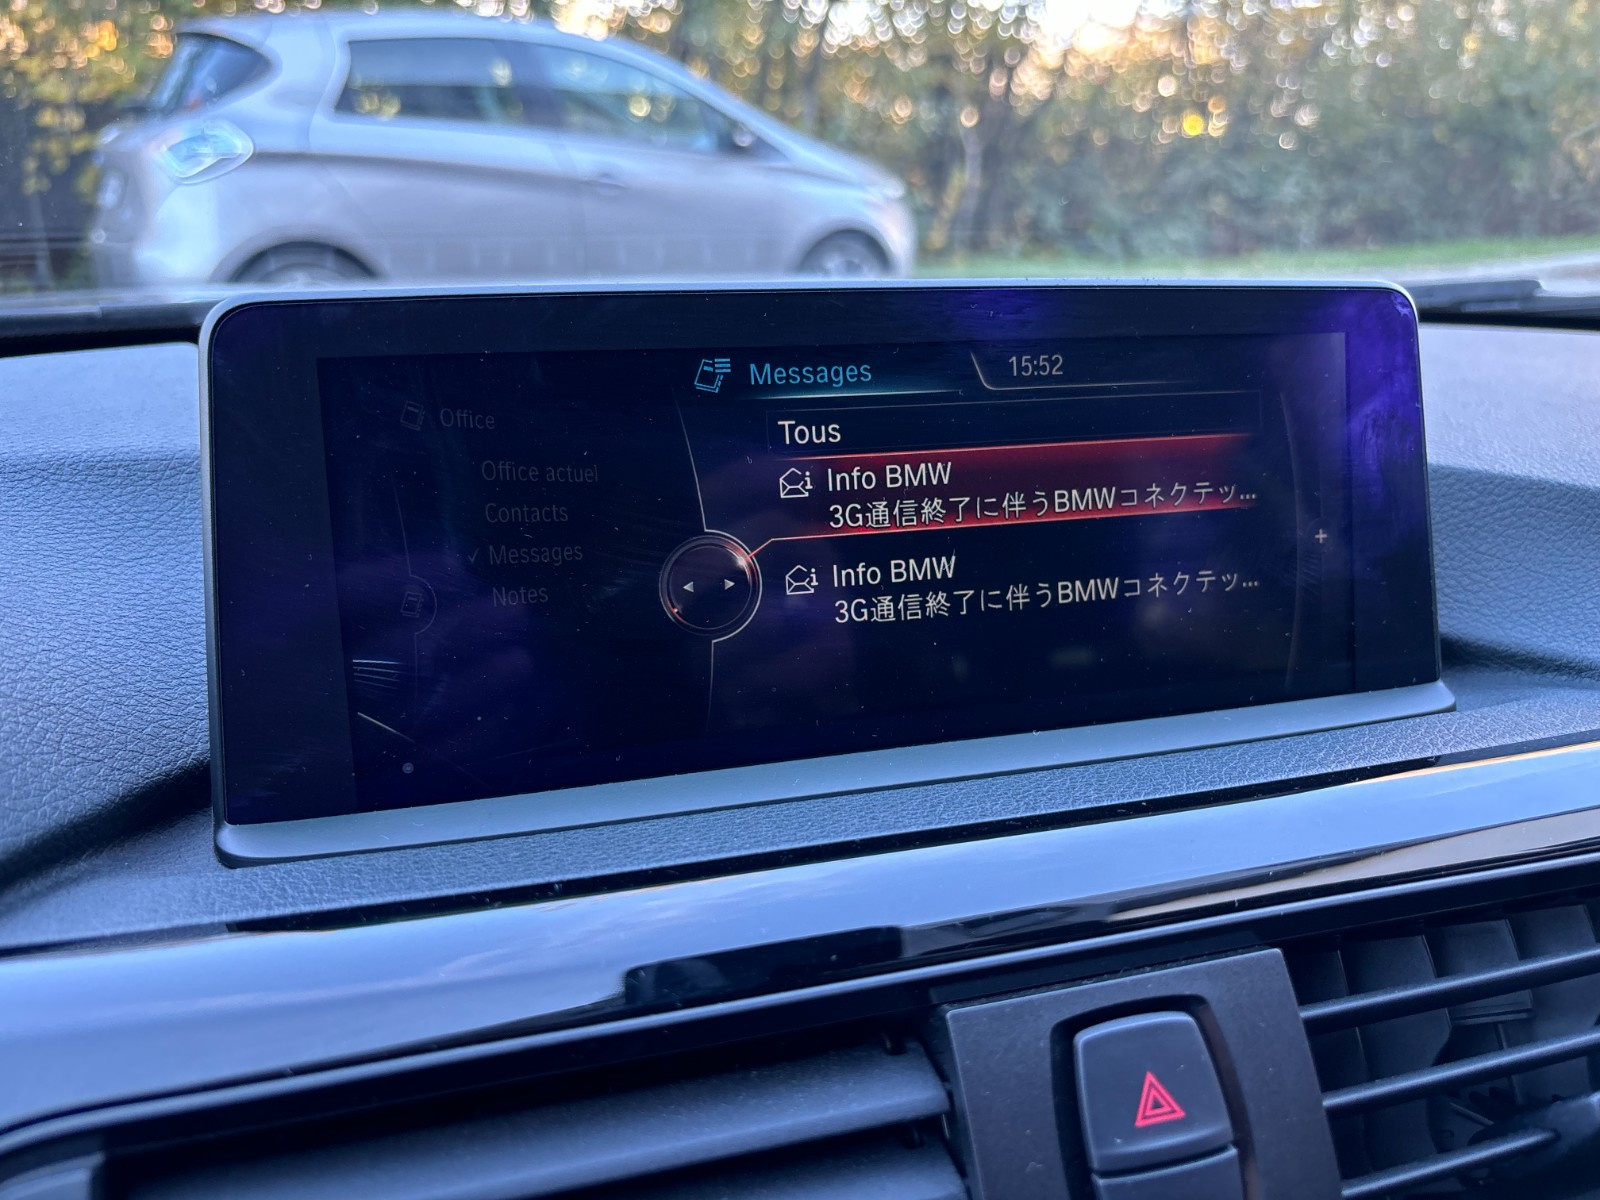 Messages
15:52
Office
Office actuel
Contacts
✓ Messages
Notes
Tous
Info BMW
3G通信終了に伴うBMWコネクテッ...
Info BMW
3G通信終了に伴うBMWコネクテッ...
+